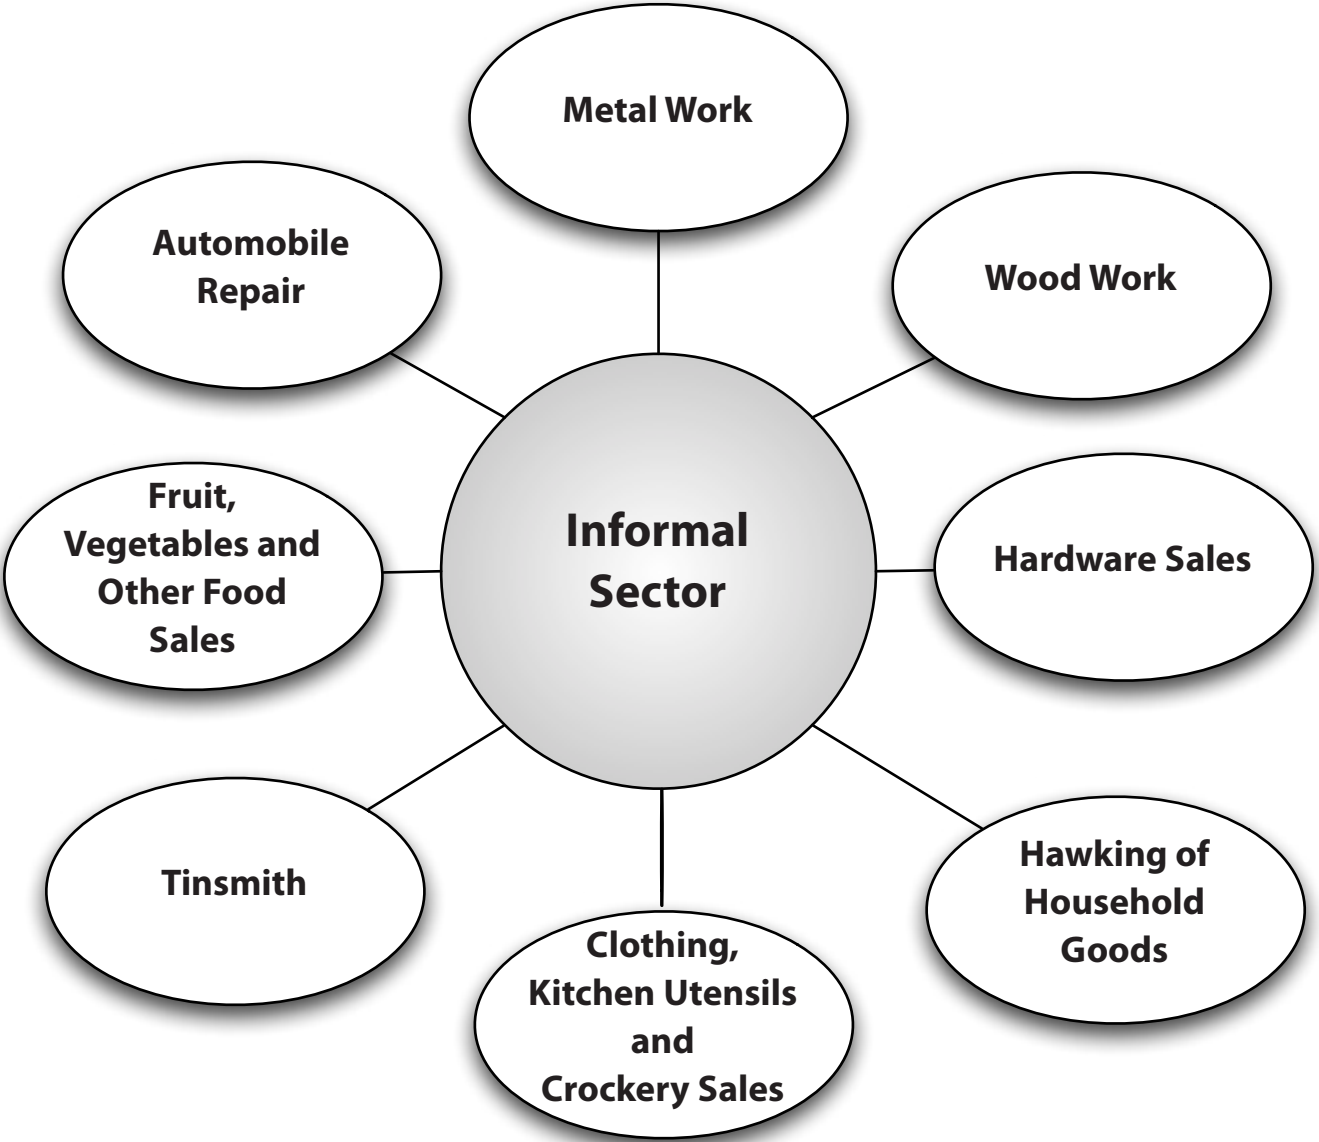 Metal Work
Automobile
Repair
Wood Work
Fruit,
Vegetables and
Other Food
Sales
Informal
Sector
Hardware Sales
Tinsmith
Hawking of
Household
Goods
Clothing,
Kitchen Utensils
and
Crockery Sales